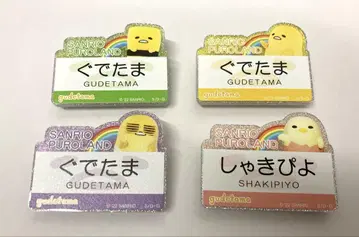 SANRIO
PUROLAND
ぐでたま
GUDETAMA
gudetama
SANRIO
PUROLAND
ぐでたま
GUDETAMA
gudetama
SANRIO
PUROLAND
ぐでたま
GUDETAMA
gudetama
SANRIO
PUROLAND
しゃきぴよ
SHAKIPIYO
gudetama